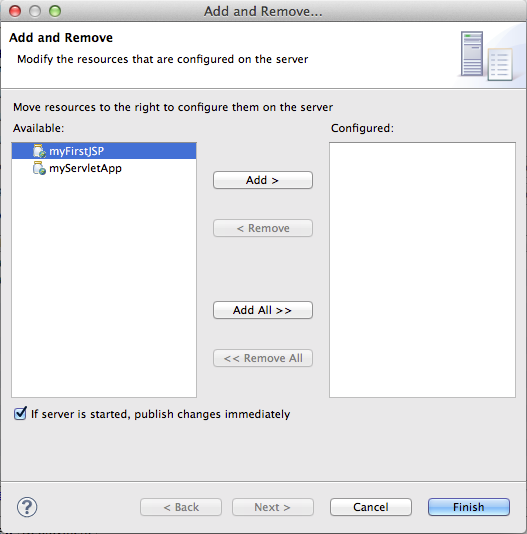 Add and Remove...
Add and Remove
Modify the resources that are configured on the server
Move resources to the right to configure them on the server
Available:
Configured:
myFirstJSP
myServletApp
Add >
< Remove
Add All >>
<< Remove All
If server is started, publish changes immediately
?
< Back
Next >
Cancel
Finish